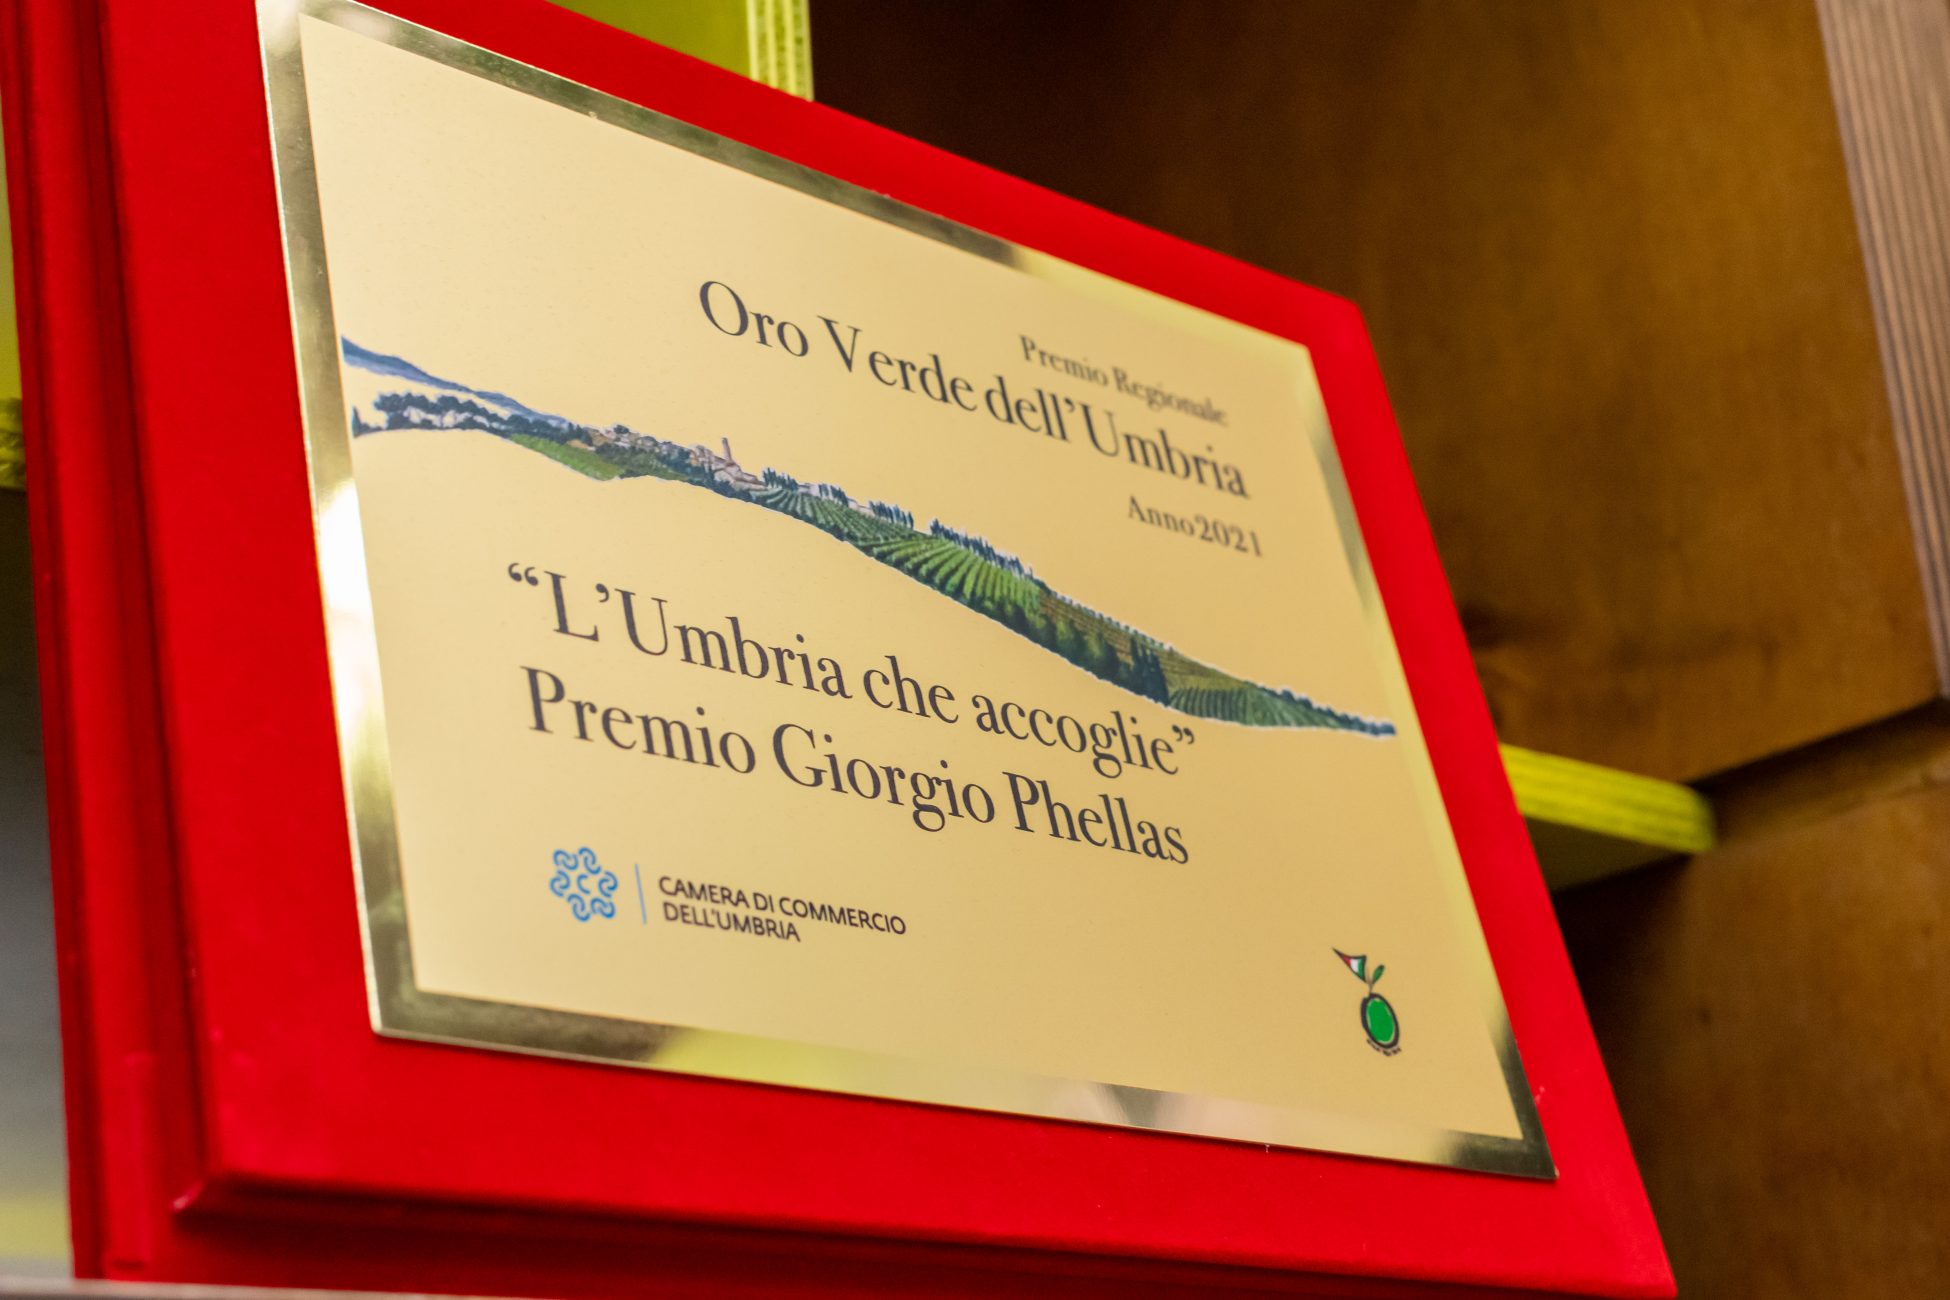 Premio Regionale
Oro Verde dell'Umbria
Anno 2021
“L'Umbria che accoglie”
Premio Giorgio Phellas
CAMERA DI COMMERCIO
DELL'UMBRIA